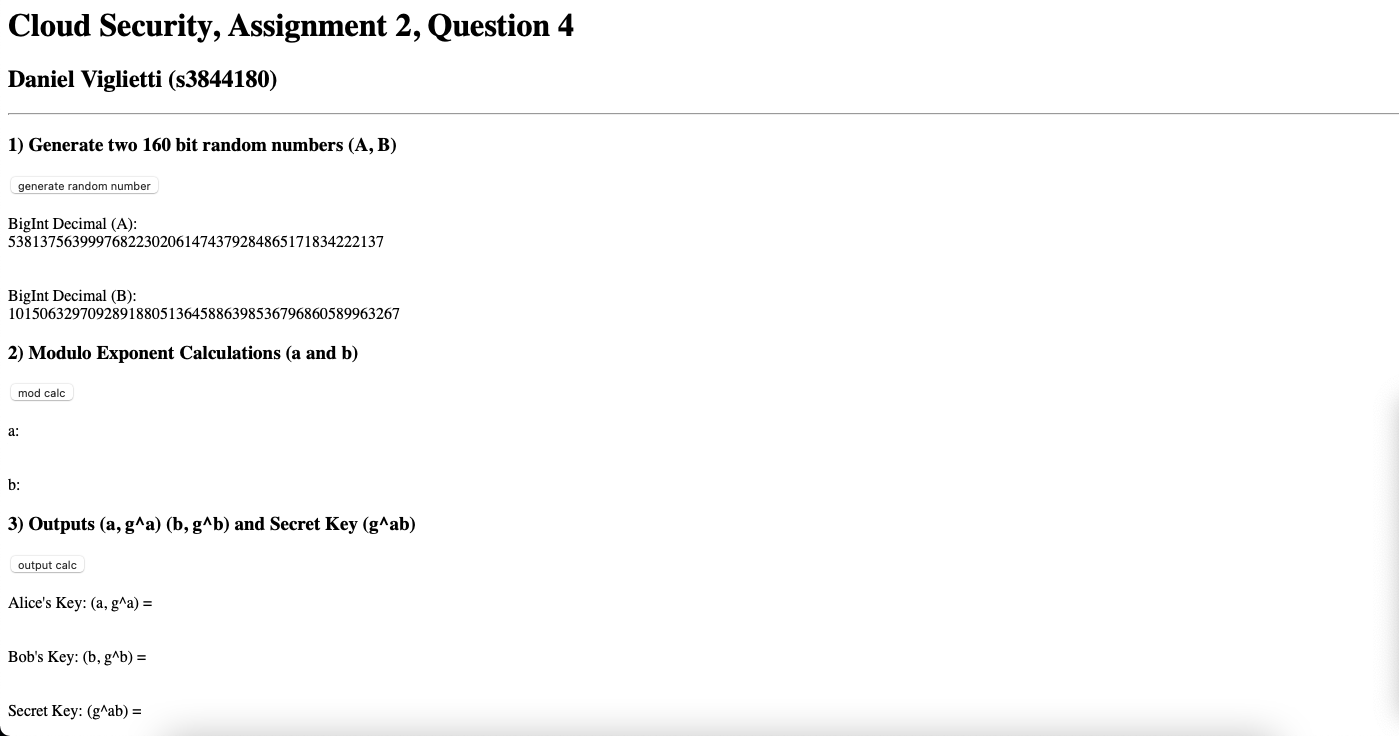 Cloud Security, Assignment 2, Question 4
Daniel Viglietti (s3844180)
1) Generate two 160 bit random numbers (A, B)
generate random number
BigInt Decimal (A):
538137563999768223020614743792848651718342 22137
BigInt Decimal (B):
1015063297092891880513645886398536796860589963267
2) Modulo Exponent Calculations (a and b)
mod calc
a:
b:
3) Outputs (a, g^a) (b, g^b) and Secret Key (g^ab)
output calc
Alice's Key: (a, g^a) =
Bob's Key: (b, g^b) =
Secret Key: (g^ab) =